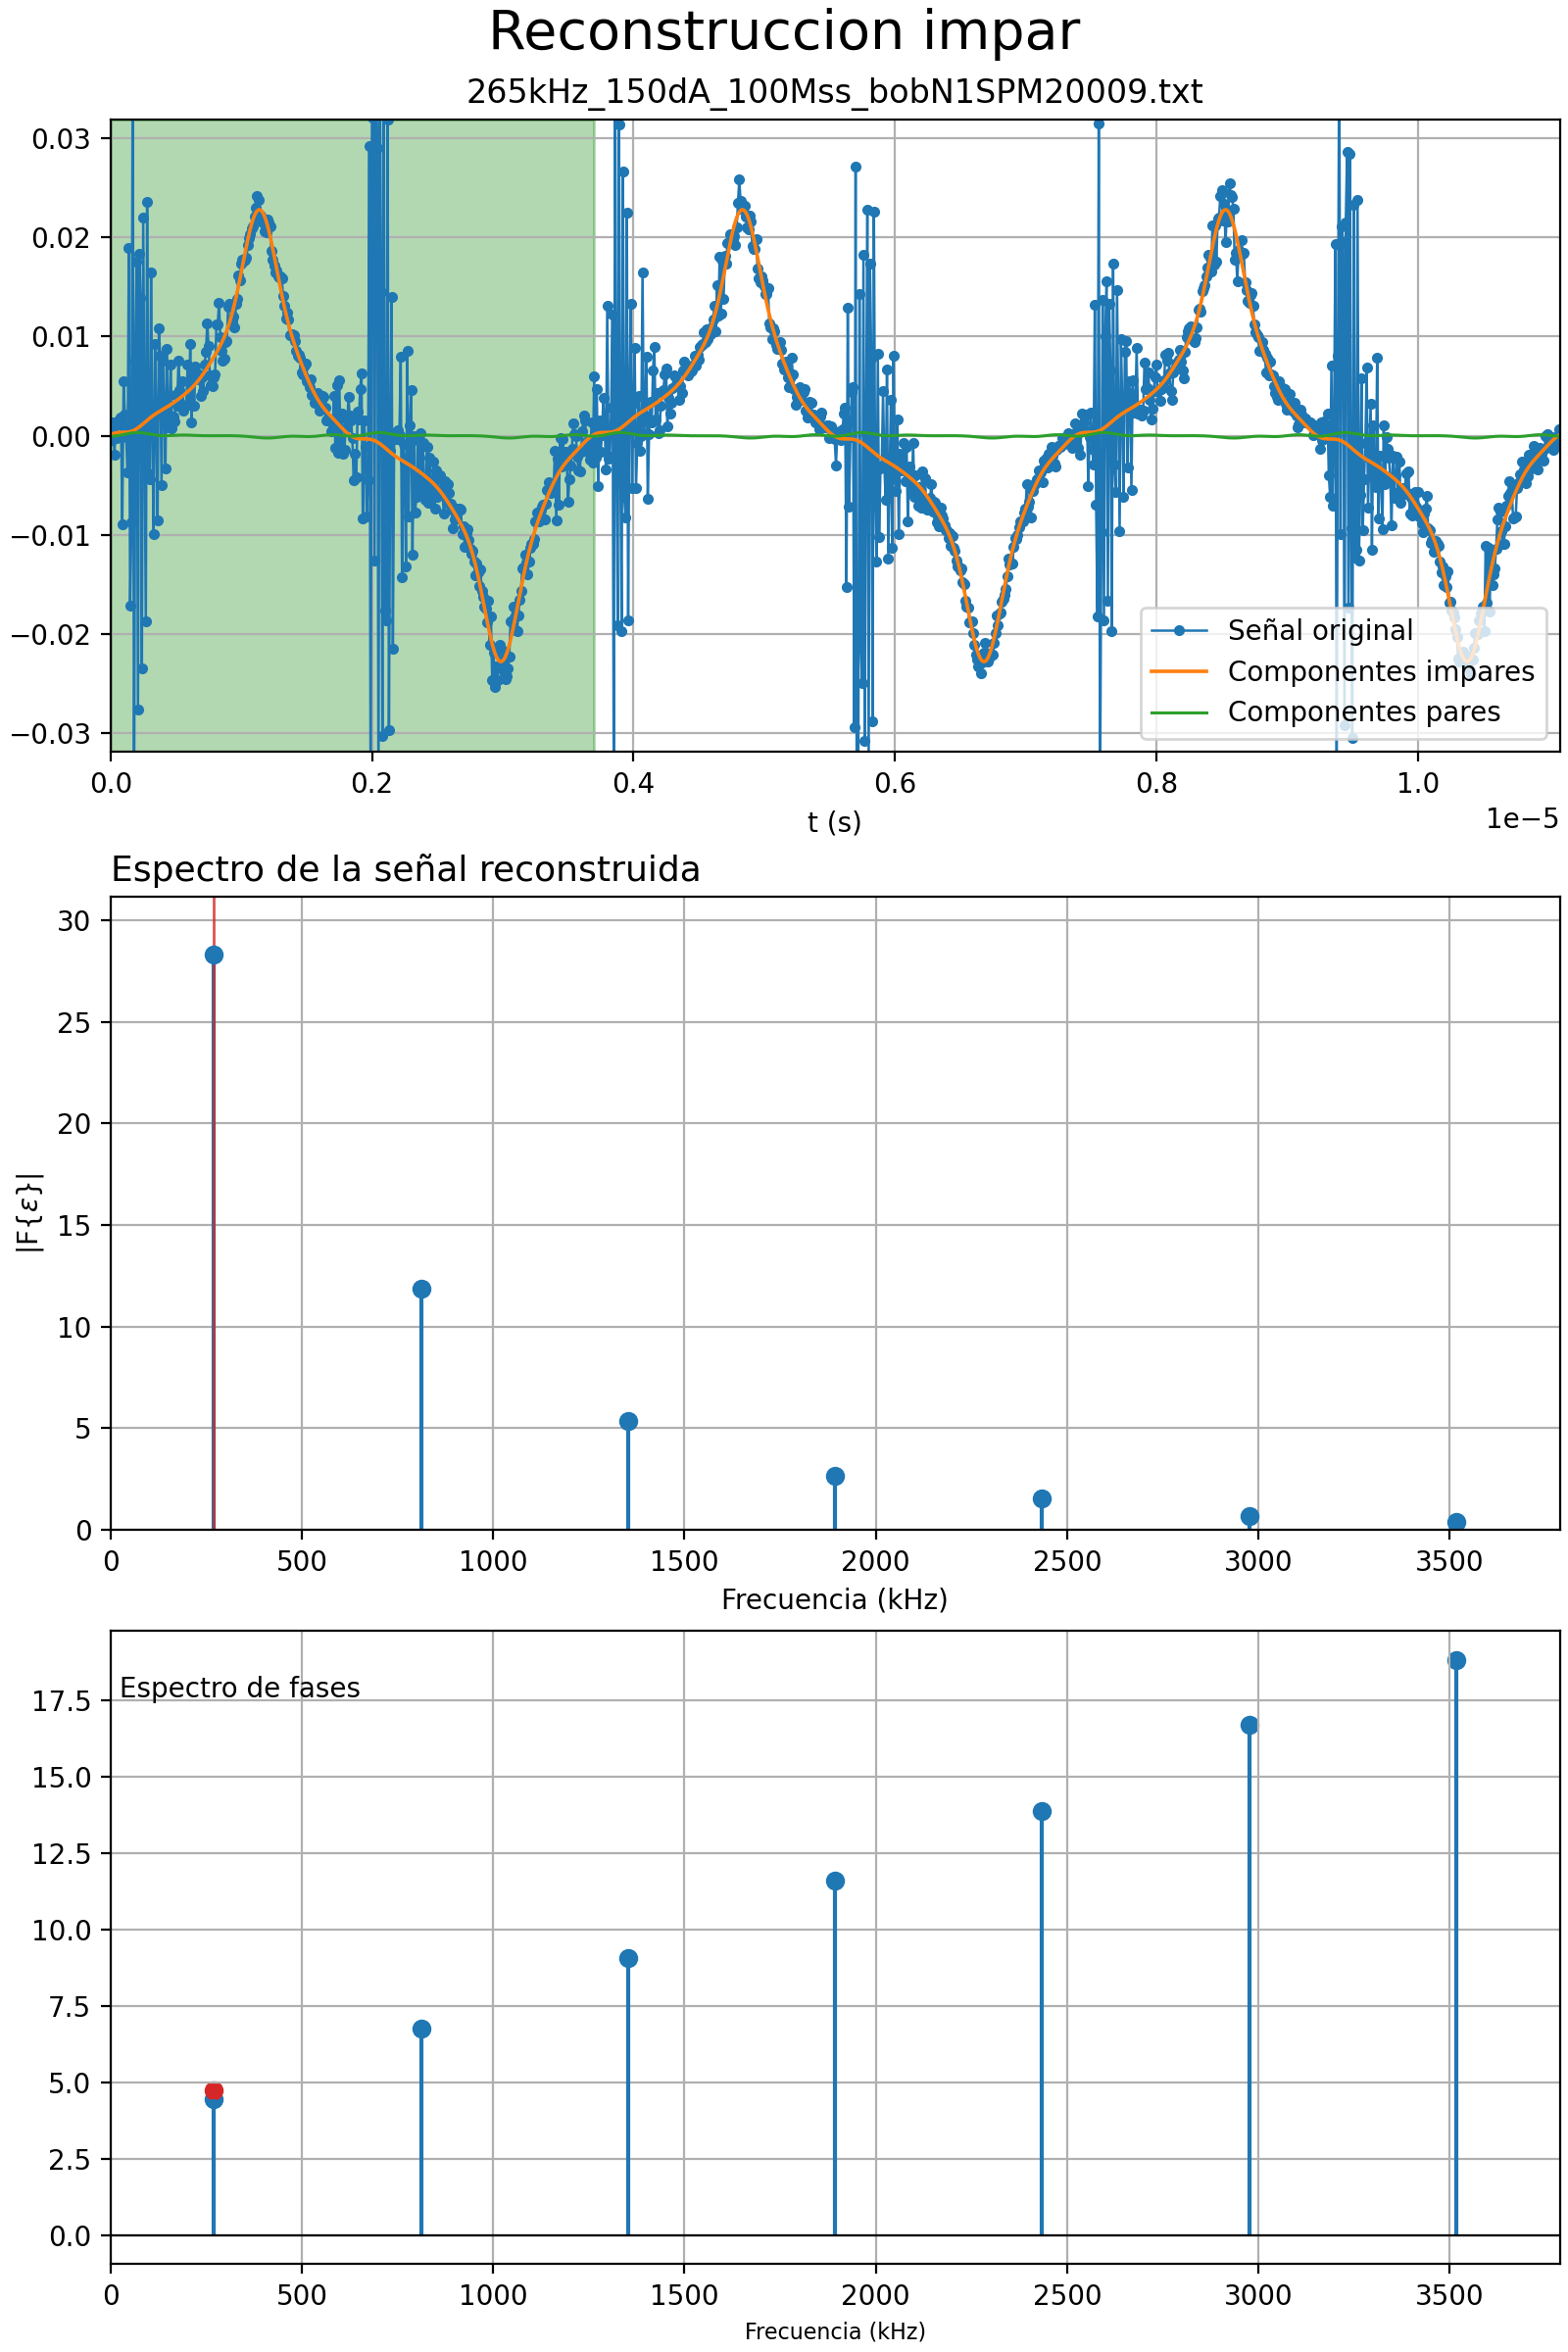 Reconstruccion impar
265kHz_150dA_100Mss_bobN1SPM20009.txt
0.03
0.02
0.01
0.00
−0.01
−0.02
−0.03
Señal original
Componentes impares
Componentes pares
0.0 0.2 0.4 0.6 0.8 1.0
1e−5
t (s)
Espectro de la señal reconstruida
30
25
20
15
10
5
0
|F{ε}|
0 500 1000 1500 2000 2500 3000 3500
Frecuencia (kHz)
Espectro de fases
17.5
15.0
12.5
10.0
7.5
5.0
2.5
0.0
0 500 1000 1500 2000 2500 3000 3500
Frecuencia (kHz)